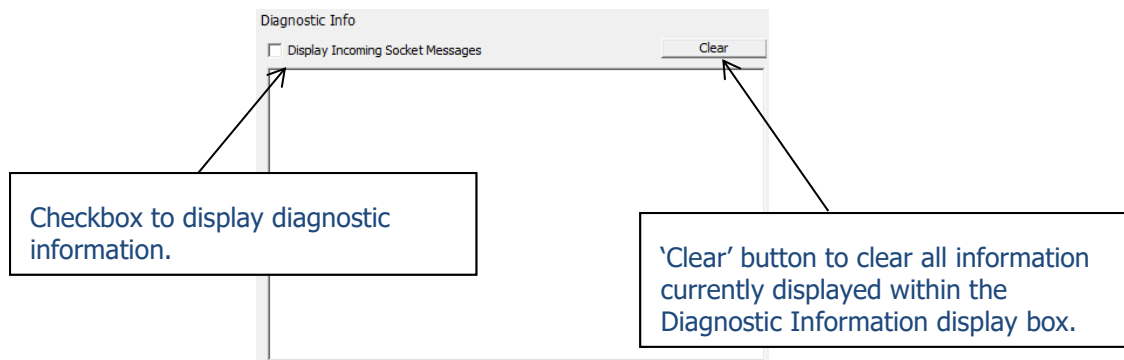 Diagnostic Info
Display Incoming Socket Messages
Clear
Checkbox to display diagnostic
information.
‘Clear’ button to clear all information
currently displayed within the
Diagnostic Information display box.